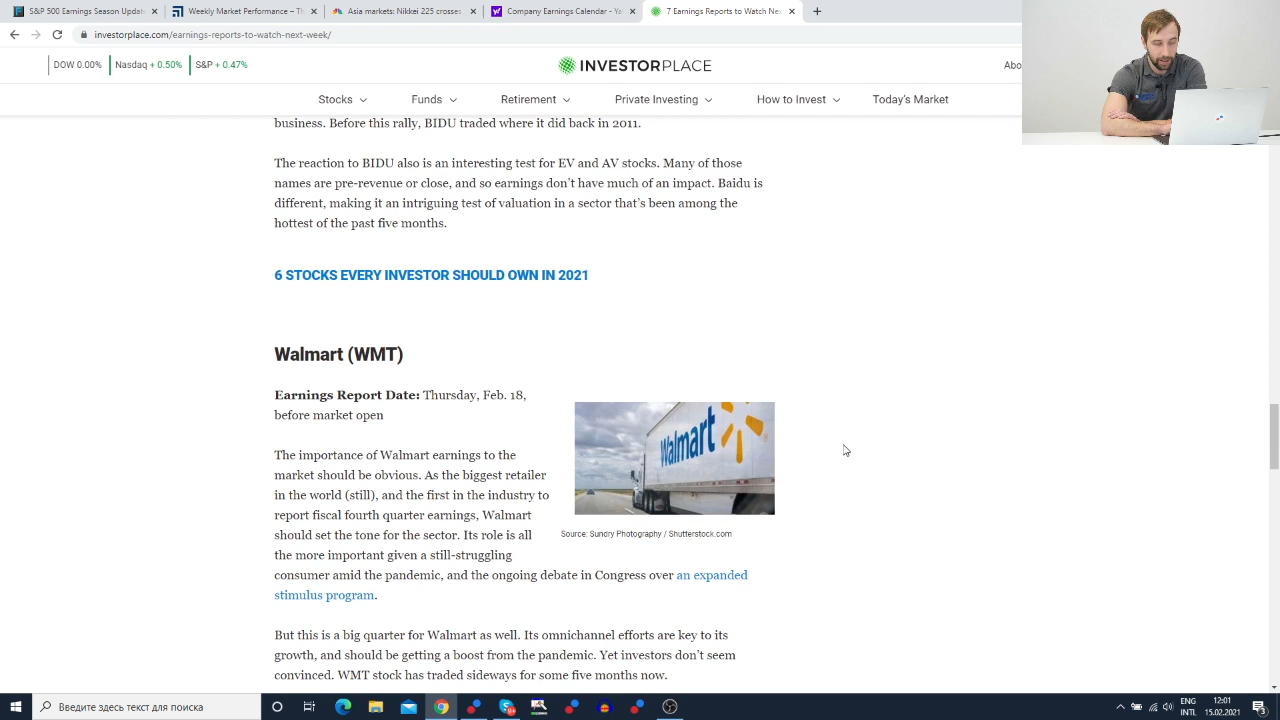 S&P 500 Earnings Season Update
Weekly Market Performance – Th
Asia markets: Nikkei 225 crosses
Company Earnings Calendar - Ya
7 Earnings Reports to Watch Ne
investorplace.com/earnings-reports-to-watch-next-week/
DOW 0.00% Nasdaq + 0.50% S&P + 0.47%
INVESTORPLACE
Abo
Stocks Funds Retirement Private Investing How to Invest Today's Market
business. Before this rally, BIDU traded where it did back in 2011.
The reaction to BIDU also is an interesting test for EV and AV stocks. Many of those
names are pre-revenue or close, and so earnings don't have much of an impact. Baidu is
different, making it an intriguing test of valuation in a sector that's been among the
hottest of the past five months.
6 STOCKS EVERY INVESTOR SHOULD OWN IN 2021
Walmart (WMT)
Earnings Report Date: Thursday, Feb. 18,
before market open
Walmart
The importance of Walmart earnings to the
market should be obvious. As the biggest retailer
in the world (still), and the first in the industry to
report fiscal fourth quarter earnings, Walmart
should set the tone for the sector. Its role is all
the more important given a still-struggling
Source: Sundry Photography / Shutterstock.com
consumer amid the pandemic, and the ongoing debate in Congress over an expanded
stimulus program.
But this is a big quarter for Walmart as well. Its omnichannel efforts are key to its
growth, and should be getting a boost from the pandemic. Yet investors don't seem
convinced. WMT stock has traded sideways for some five months now.
Введите здесь текст для поиска
ENG
INTL
12:01
15.02.2021
3